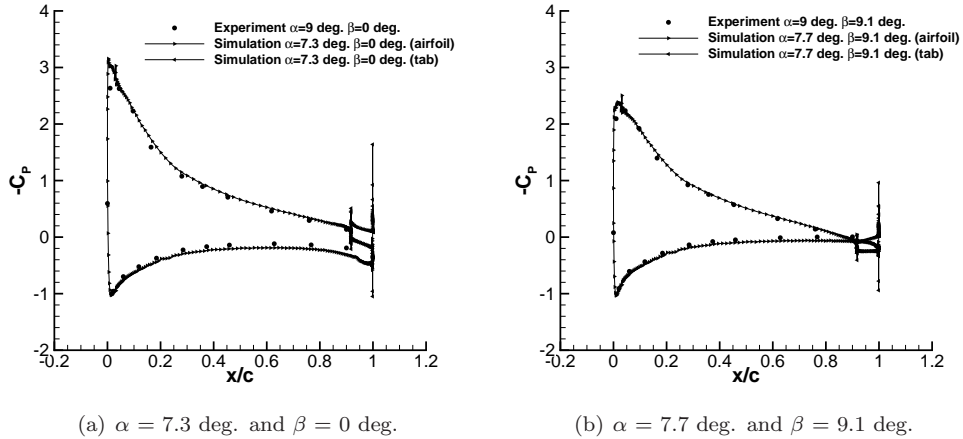 Experiment α=9 deg. β=0 deg.
Simulation α=7.3 deg. β=0 deg. (airfoil)
Simulation α=7.3 deg. β=0 deg. (tab)
4
3
2
1
0
-1
-2
-C_P
-0.2 0 0.2 0.4 0.6 0.8 1 1.2
x/c
(a) α = 7.3 deg. and β = 0 deg.
Experiment α=9 deg. β=9.1 deg.
Simulation α=7.7 deg. β=9.1 deg. (airfoil)
Simulation α=7.7 deg. β=9.1 deg. (tab)
4
3
2
1
0
-1
-2
-C_P
-0.2 0 0.2 0.4 0.6 0.8 1 1.2
x/c
(b) α = 7.7 deg. and β = 9.1 deg.